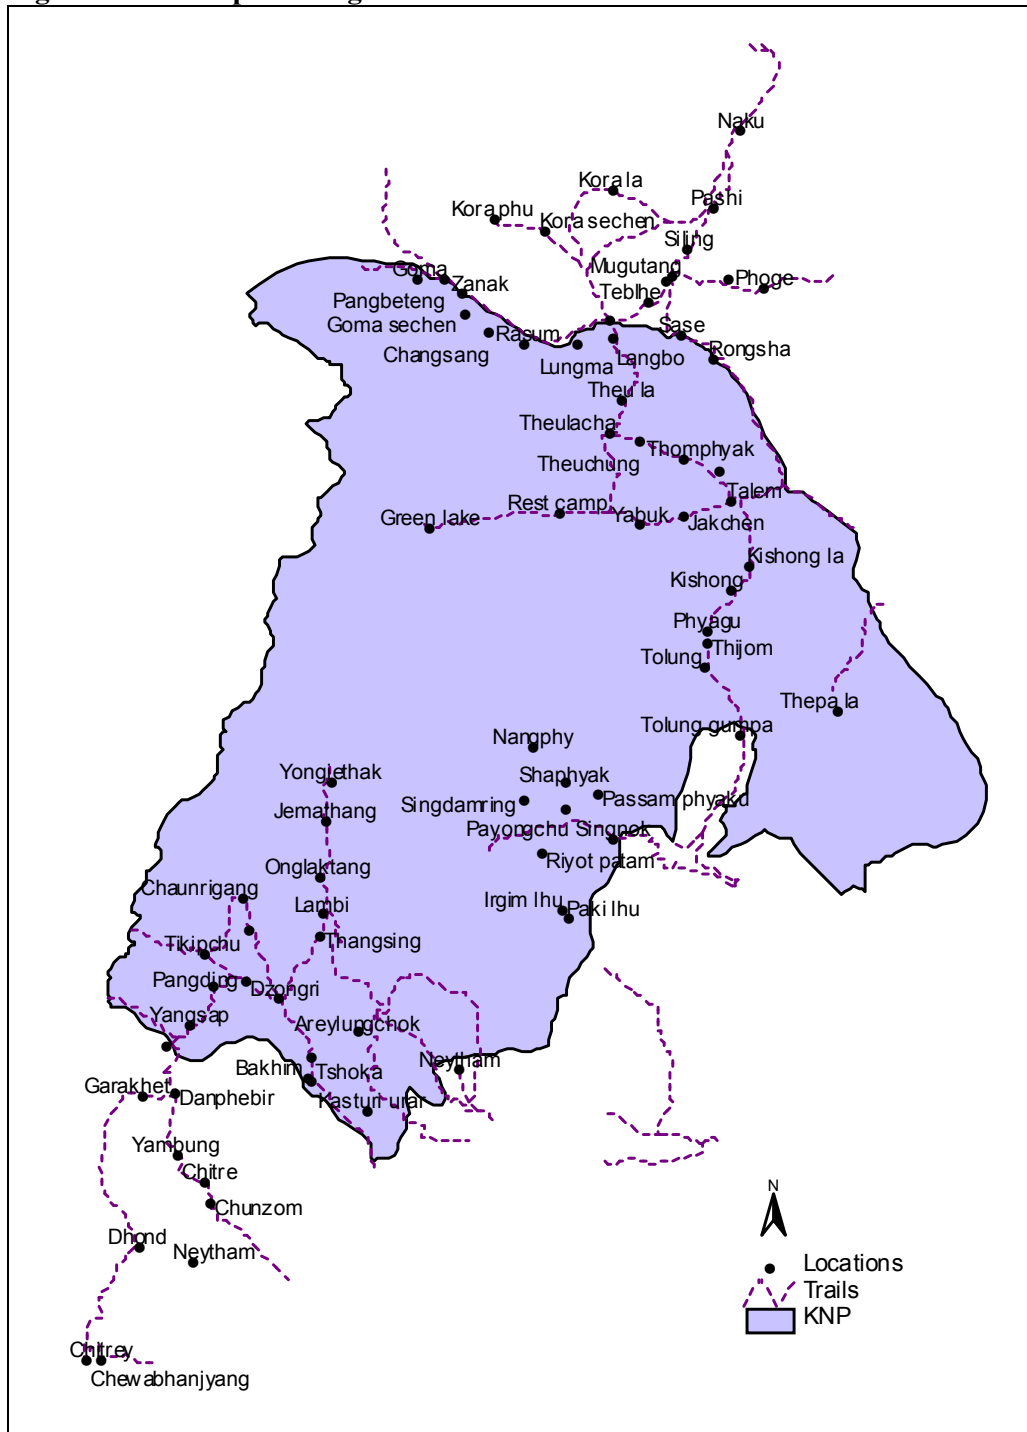 Naku
Kora la
Pashi
Kora phu
Kora sechen
Siling
Mugutang
Goma
Zanak
Phoge
Teblhe
Pangbeteng
Goma sechen
Sase
Rasum
Changsang
Lungma
Langbo
Rongsha
Theu la
Theulacha
Thomphyak
Theuchung
Talem
Rest camp
Green lake
Yabuk
Jakchen
Kishong la
Kishong
Phyagu
Thijom
Tolung
Thepa la
Tolung gumpa
Nangphy
Yongjethak
Shaphyak
Singdamring
Passam phyaku
Jemathang
Payongchu
Singnok
Riyot patam
Onglaktang
Chaunrigang
Irgim lhu
Lambi
Paki lhu
Tikipchu
Thangsing
Pangding
Dzongri
Yangsap
Areylungchok
Bakhim
Tshoka
Neytham
Garakhet
Danphebir
Kasturi urar
Yambung
Chitre
Chunzom
Dhond
Neytham
Chitrey
Chewabhanjyang
N
Locations
Trails
KNP